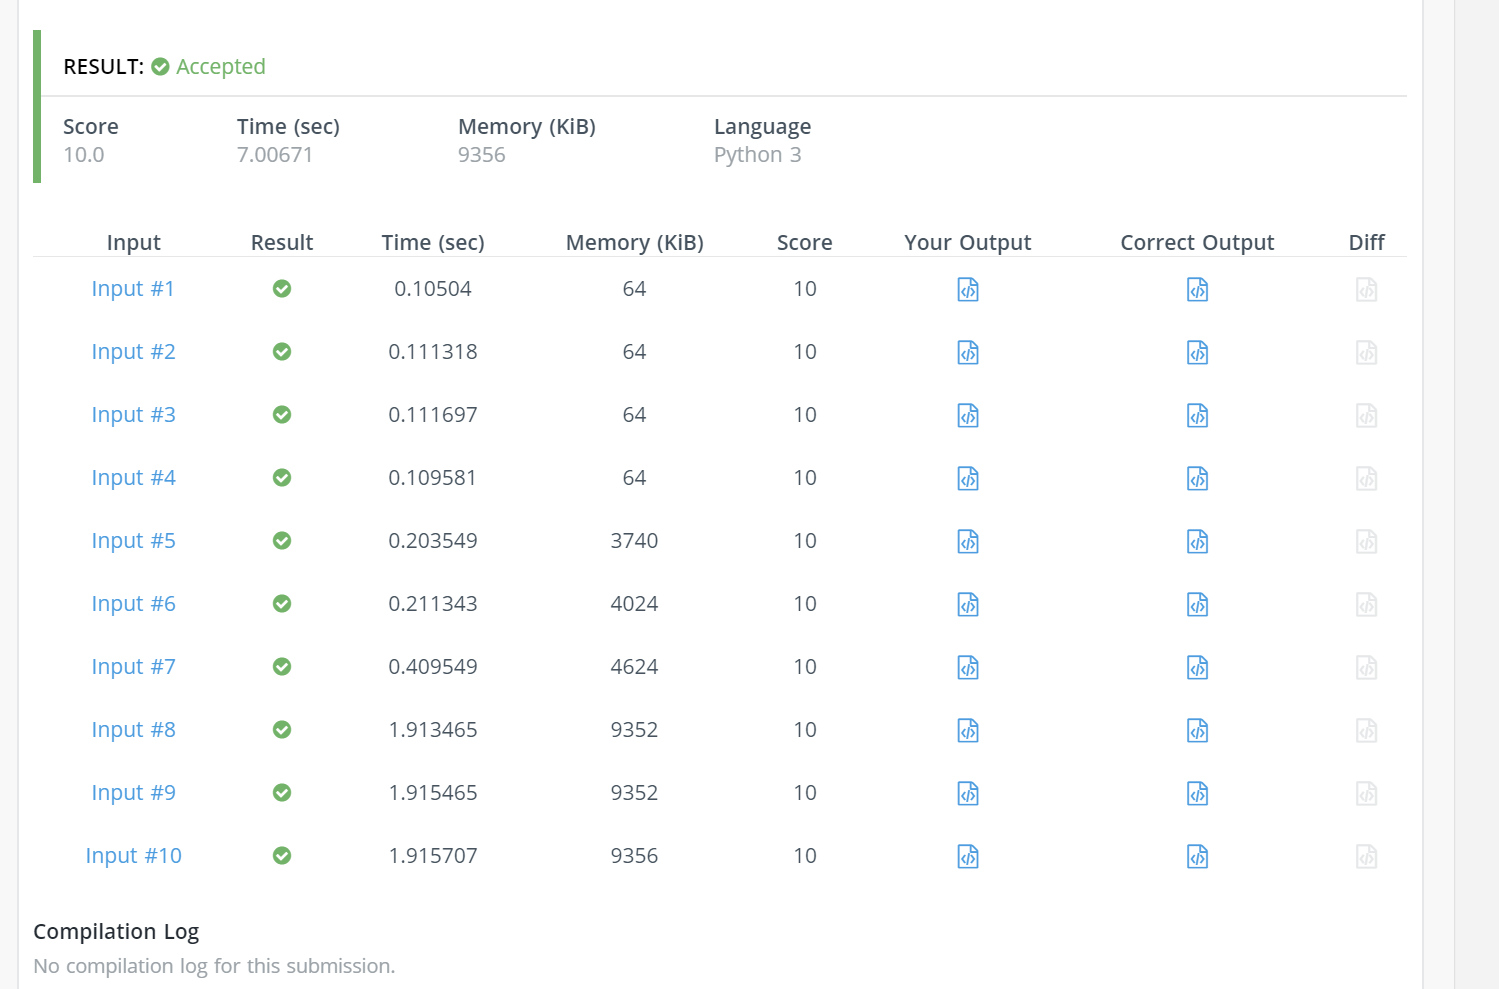 RESULT: Accepted
Score Time (sec) Memory (KiB) Language
10.0 7.00671 9356 Python 3
Input Result Time (sec) Memory (KiB) Score Your Output Correct Output Diff
Input #1 0.10504 64 10
Input #2 0.111318 64 10
Input #3 0.111697 64 10
Input #4 0.109581 64 10
Input #5 0.203549 3740 10
Input #6 0.211343 4024 10
Input #7 0.409549 4624 10
Input #8 1.913465 9352 10
Input #9 1.915465 9352 10
Input #10 1.915707 9356 10
Compilation Log
No compilation log for this submission.